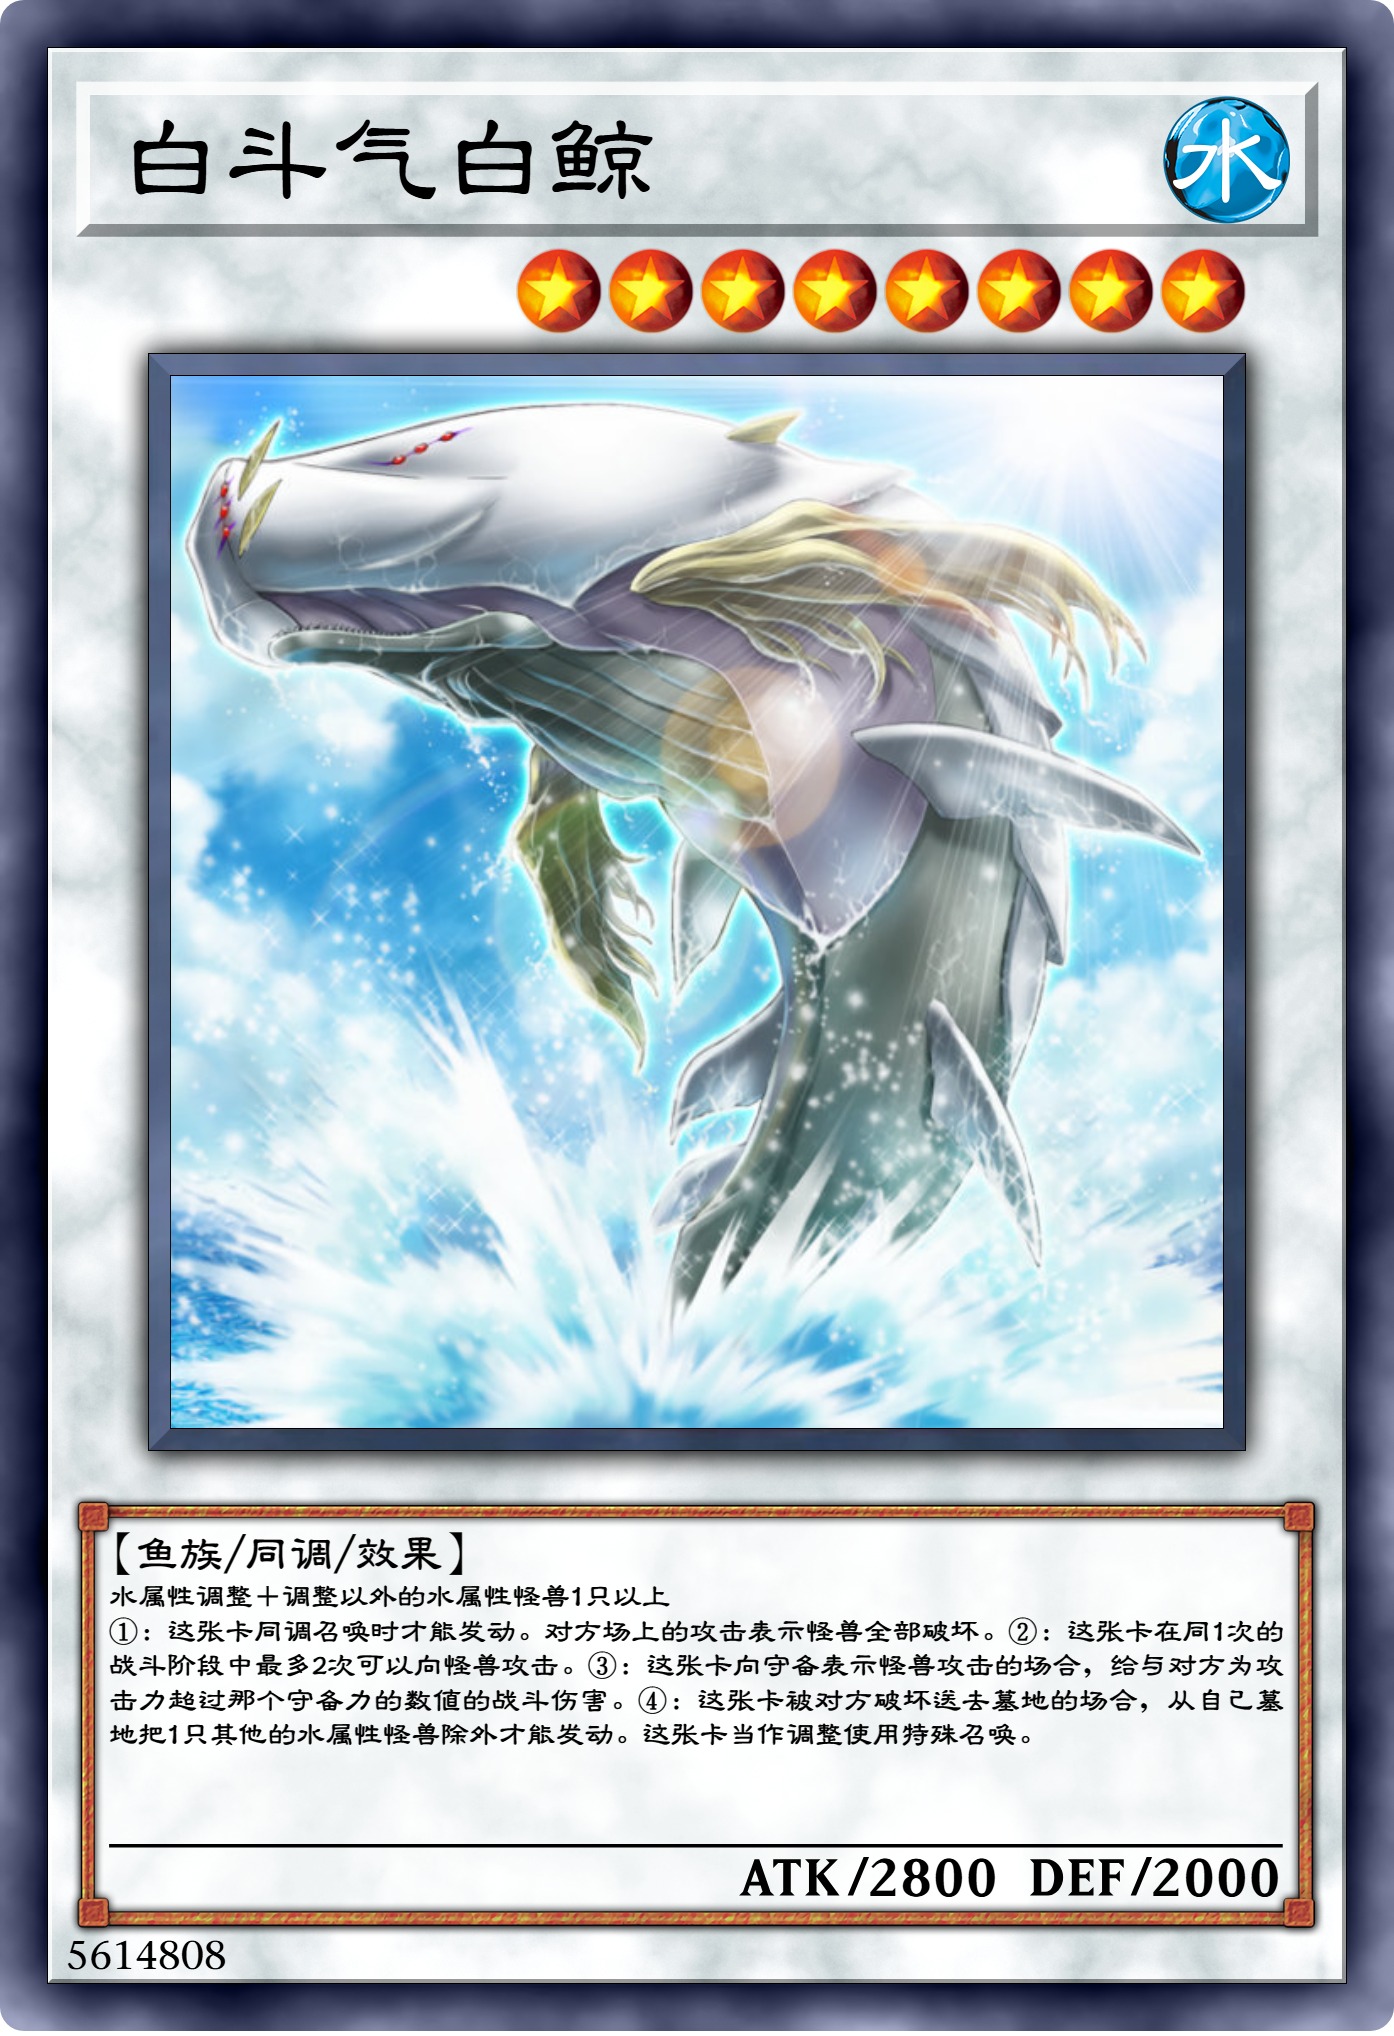 白斗气白鲸
水
【鱼族/同调/效果】
水属性调整＋调整以外的水属性怪兽1只以上
①：这张卡同调召唤时才能发动。对方场上的攻击表示怪兽全部破坏。②：这张卡在同1次的
战斗阶段中最多2次可以向怪兽攻击。③：这张卡向守备表示怪兽攻击的场合，给与对方为攻
击力超过那个守备力的数值的战斗伤害。④：这张卡被对方破坏送去墓地的场合，从自己墓
地把1只其他的水属性怪兽除外才能发动。这张卡当作调整使用特殊召唤。
ATK/2800 DEF/2000
5614808